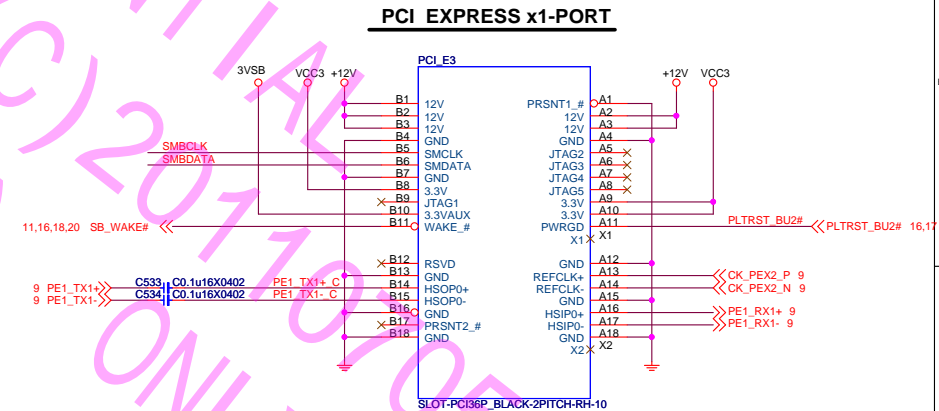 PCI EXPRESS x1-PORT
PCI_E3
3VSB
VCC3
+12V
+12V
VCC3
B1 12V
B2 12V
B3 12V
B4 GND
SMBCLK B5 SMCLK
SMBDATA B6 SMDATA
B7 GND
B8 3.3V
B9 JTAG1
B10 3.3VAUX
11,16,18,20 SB_WAKE# B11 WAKE_#
B12 RSVD
B13 GND
9 PE1_TX1+ C533 C0.1u16X0402 PE1_TX1+_C B14 HSOP0+
9 PE1_TX1- C534 C0.1u16X0402 PE1_TX1-_C B15 HSOP0-
B16 GND
B17 PRSNT2_#
B18 GND
PRSNT1_# A1
12V A2
12V A3
GND A4
JTAG2 A5
JTAG3 A6
JTAG4 A7
JTAG5 A8
3.3V A9
3.3V A10
PWRGD A11 PLTRST_BU2# PLTRST_BU2# 16,17
X1 X1
GND A12
REFCLK+ A13 CK_PEX2_P 9
REFCLK- A14 CK_PEX2_N 9
GND A15
HSIP0+ A16 PE1_RX1+ 9
HSIP0- A17 PE1_RX1- 9
GND A18
X2 X2
SLOT-PCI36P_BLACK-2PITCH-RH-10